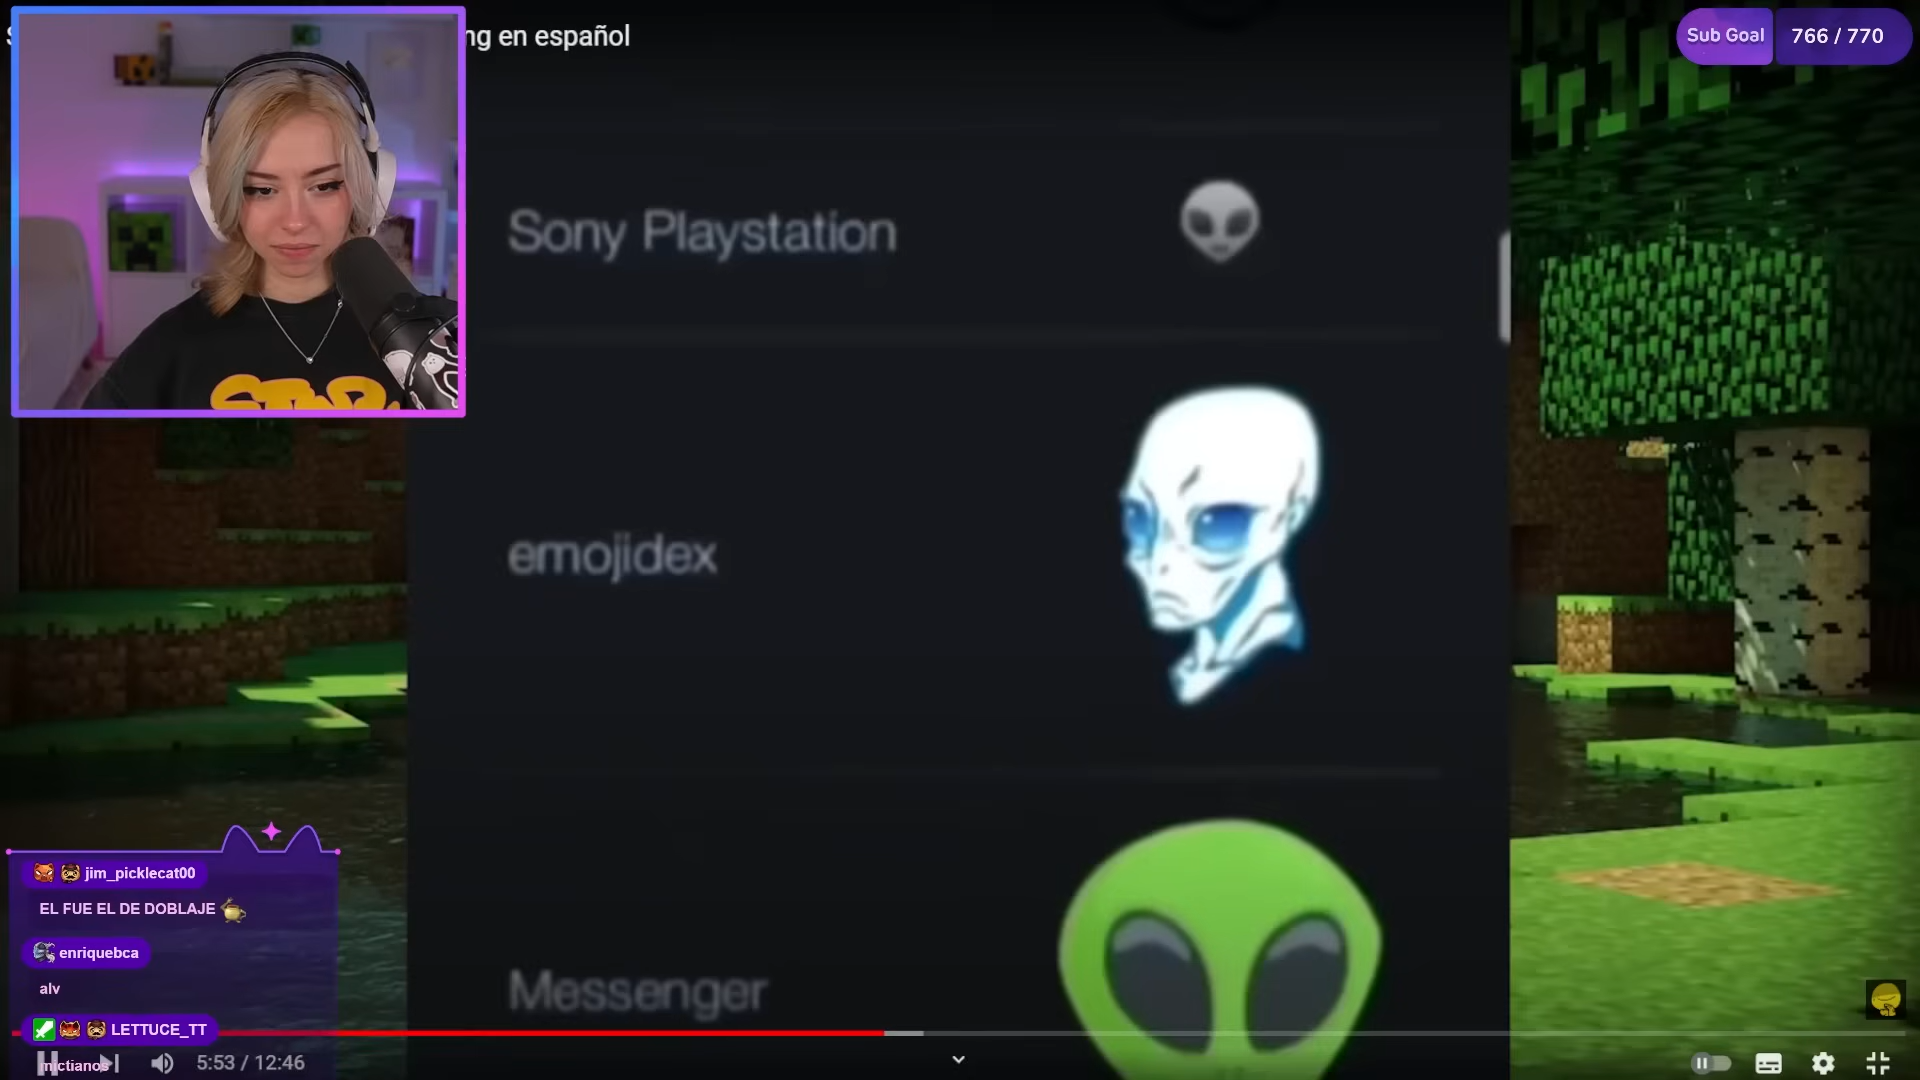 ng en español
Sub Goal
766 / 770
Sony Playstation
emojidex
Messenger
jim_picklecat00
EL FUE EL DE DOBLAJE
enriquebca
alv
LETTUCE_TT
mictianos
5:53 / 12:46